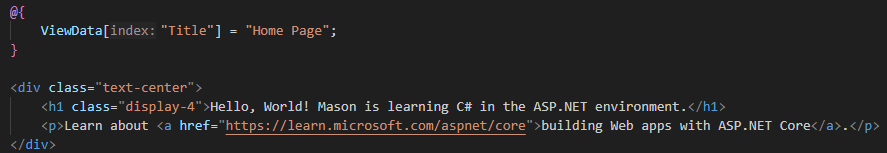 @{
    ViewData[index: "Title"] = "Home Page";
}

<div class="text-center">
    <h1 class="display-4">Hello, World! Mason is learning C# in the ASP.NET environment.</h1>
    <p>Learn about <a href="https://learn.microsoft.com/aspnet/core">building Web apps with ASP.NET Core</a>.</p>
</div>